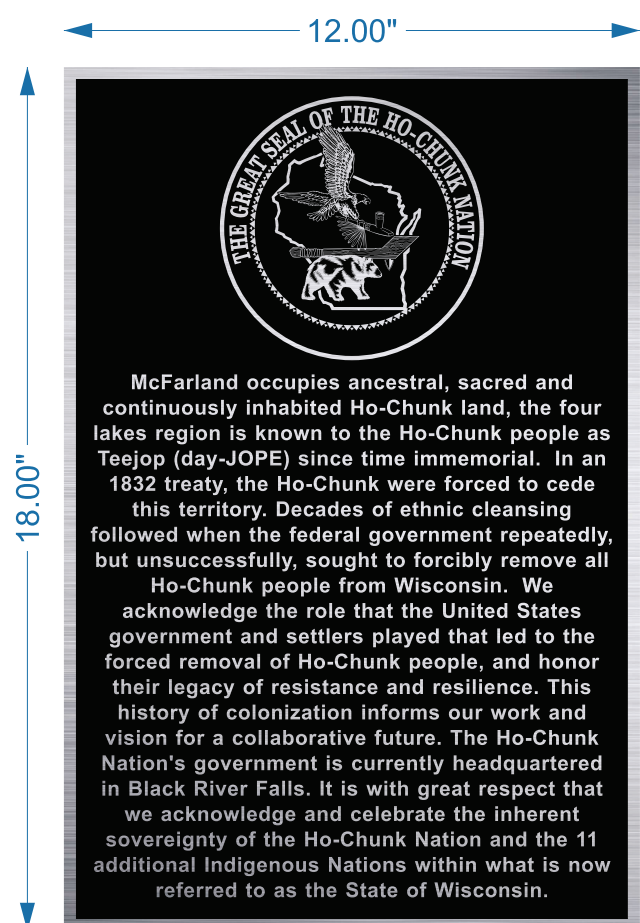 12.00"
18.00"
THE GREAT SEAL OF THE HO-CHUNK NATION
McFarland occupies ancestral, sacred and
continuously inhabited Ho-Chunk land, the four
lakes region is known to the Ho-Chunk people as
Teejop (day-JOPE) since time immemorial.  In an
1832 treaty, the Ho-Chunk were forced to cede
this territory. Decades of ethnic cleansing
followed when the federal government repeatedly,
but unsuccessfully, sought to forcibly remove all
Ho-Chunk people from Wisconsin.  We
acknowledge the role that the United States
government and settlers played that led to the
forced removal of Ho-Chunk people, and honor
their legacy of resistance and resilience. This
history of colonization informs our work and
vision for a collaborative future. The Ho-Chunk
Nation's government is currently headquartered
in Black River Falls. It is with great respect that
we acknowledge and celebrate the inherent
sovereignty of the Ho-Chunk Nation and the 11
additional Indigenous Nations within what is now
referred to as the State of Wisconsin.